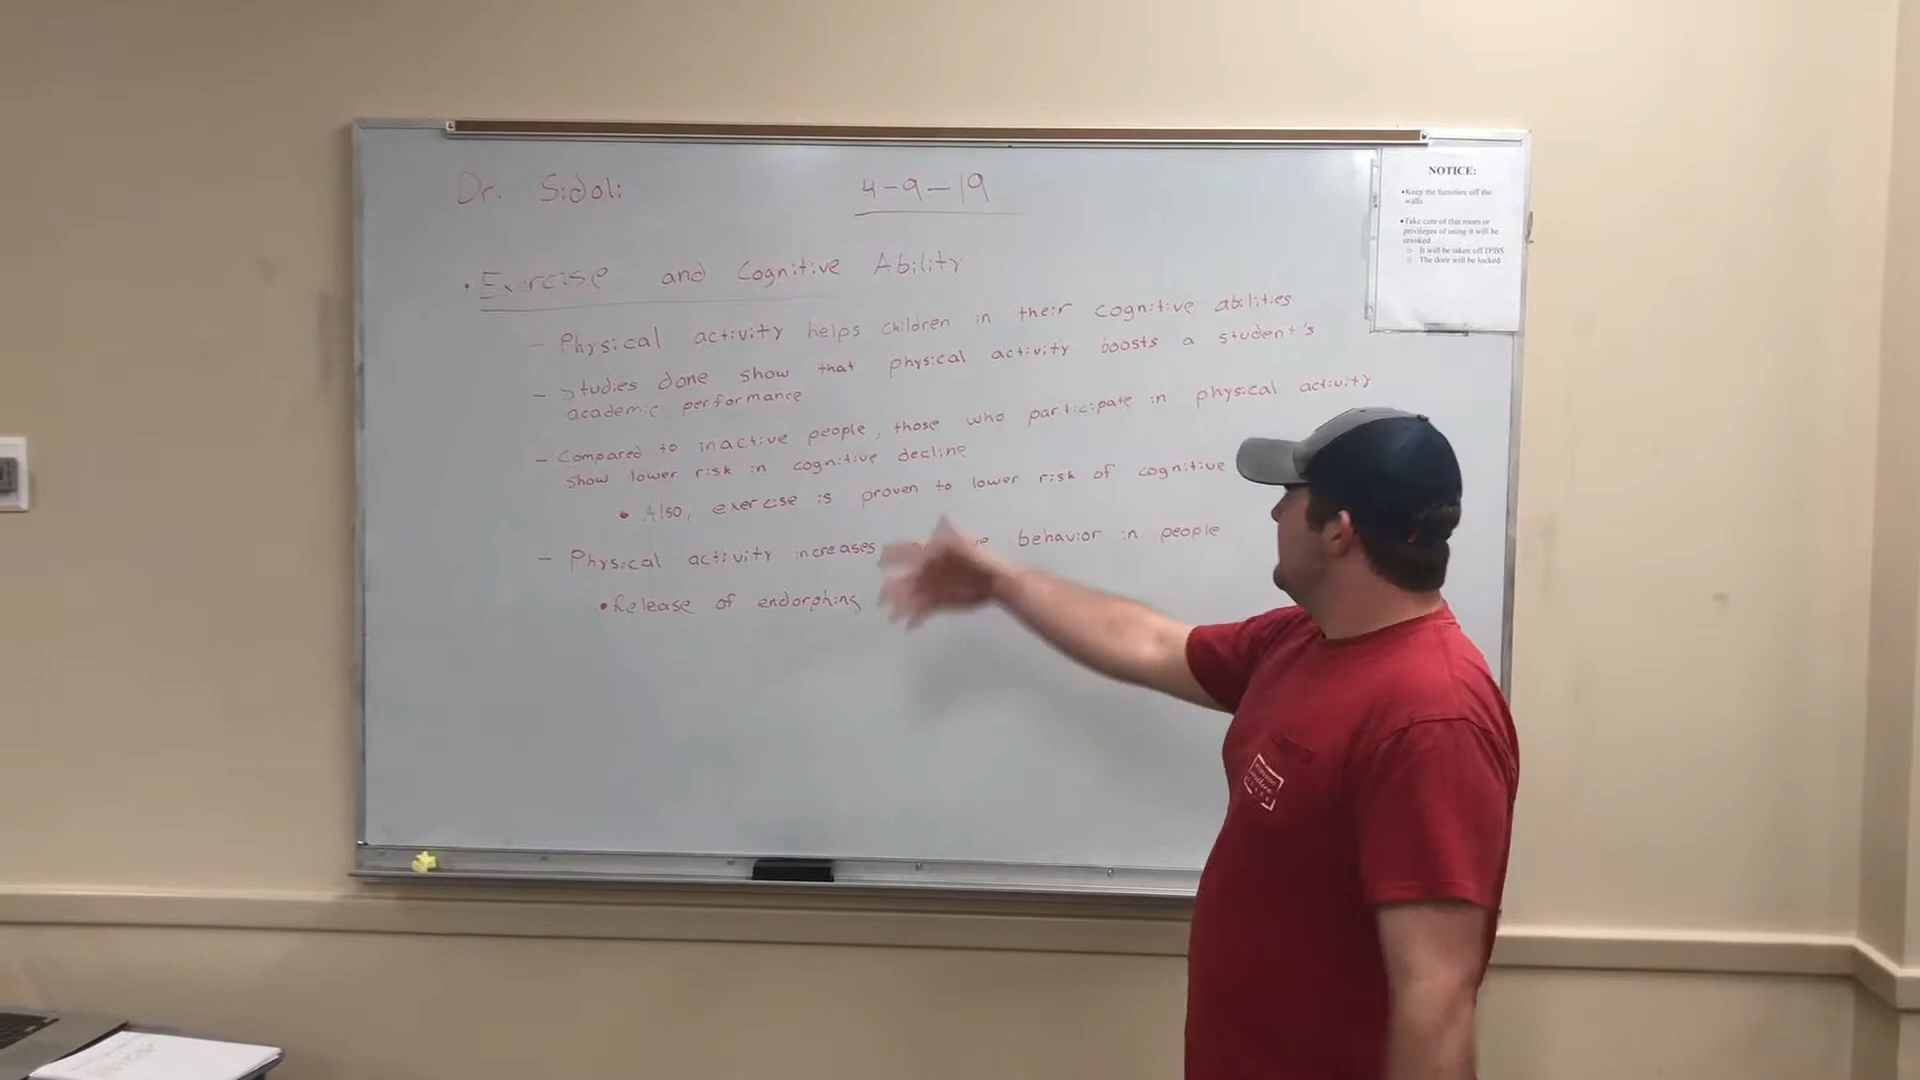 Dr. Sidoli
4-9-19
• Exercise and Cognitive Ability
- Physical activity helps children in their cognitive abilities
- Studies done show that physical activity boosts a student's
academic performance
- Compared to inactive people, those who participate in physical activity
show lower risk in cognitive decline
• Also, exercise is proven to lower risk of cognitive
- Physical activity increases behavior in people
• Release of endorphins
NOTICE:
•Keep the furniture off the
walls
•Take care of this room or
privileges of using it will be
revoked
o It will be taken off D2BS
o The door will be locked